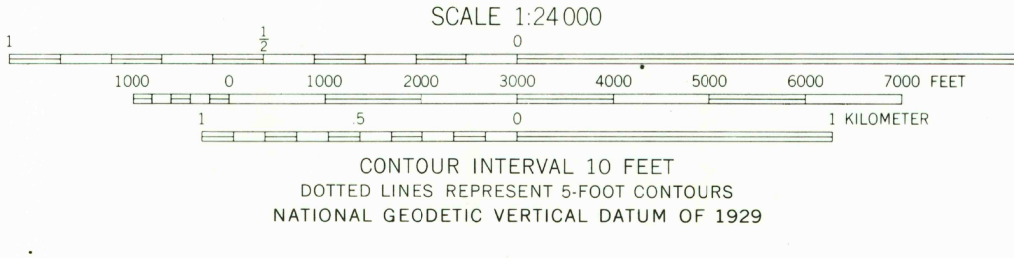 SCALE 1:24 000
1 1/2 0
1000 0 1000 2000 3000 4000 5000 6000 7000 FEET
1 .5 0 1 KILOMETER
CONTOUR INTERVAL 10 FEET
DOTTED LINES REPRESENT 5-FOOT CONTOURS
NATIONAL GEODETIC VERTICAL DATUM OF 1929